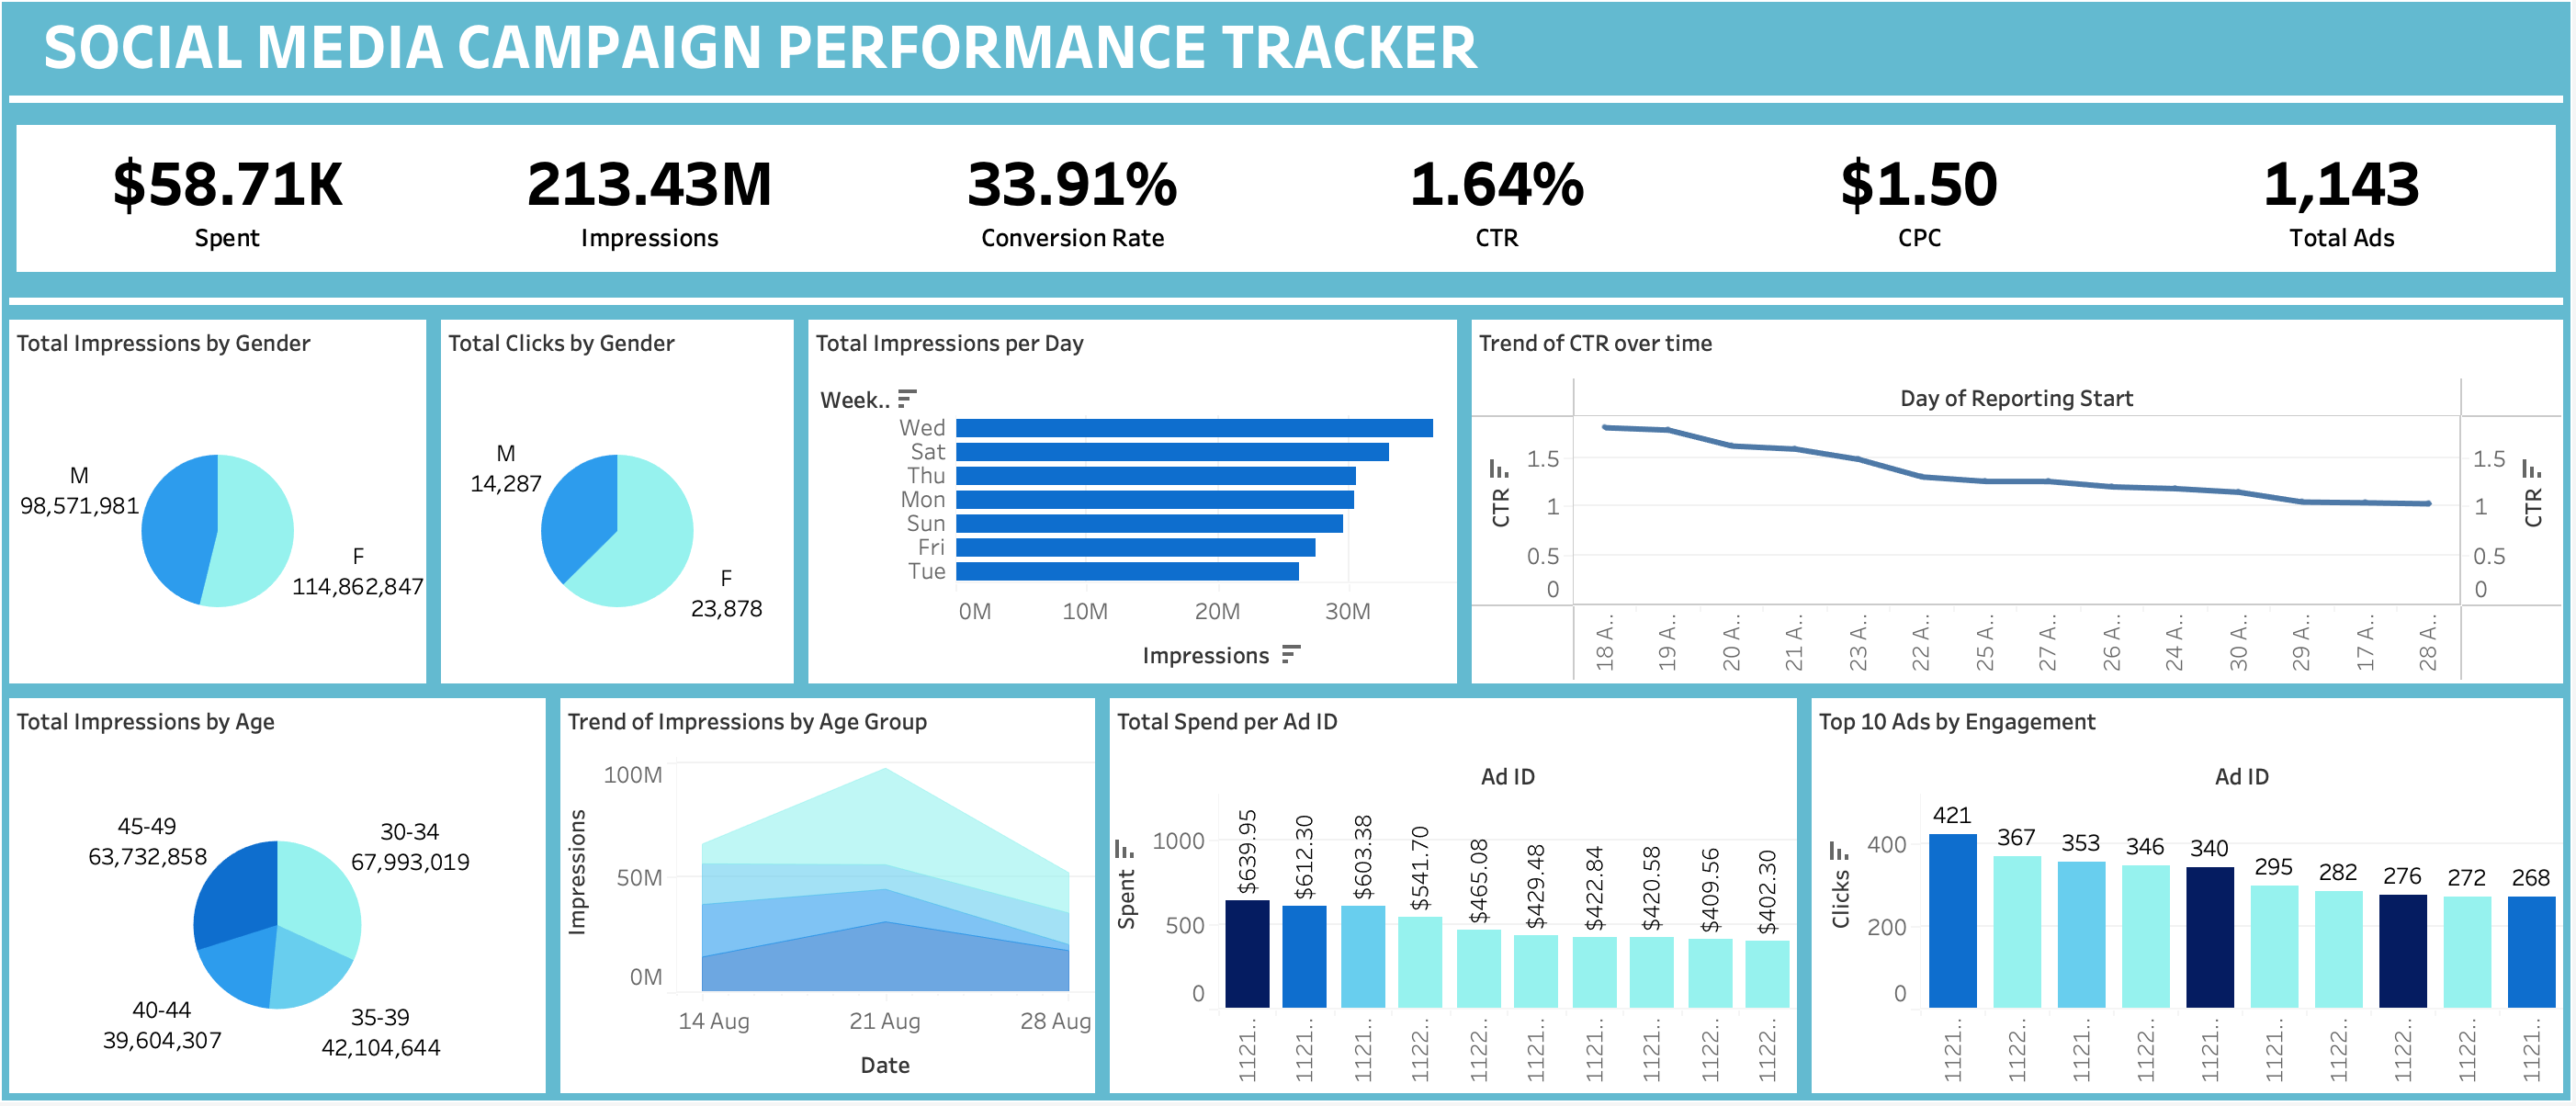 SOCIAL MEDIA CAMPAIGN PERFORMANCE TRACKER
$58.71K
Spent
213.43M
Impressions
33.91%
Conversion Rate
1.64%
CTR
$1.50
CPC
1,143
Total Ads
Total Impressions by Gender
M
98,571,981
F
114,862,847
Total Clicks by Gender
M
14,287
F
23,878
Total Impressions per Day
Week..
Wed
Sat
Thu
Mon
Sun
Fri
Tue
0M 10M 20M 30M
Impressions
Trend of CTR over time
Day of Reporting Start
CTR
1.5
1
0.5
0
1.5
1
0.5
0
CTR
18 A.. 19 A.. 20 A.. 21 A.. 23 A.. 22 A.. 25 A.. 27 A.. 26 A.. 24 A.. 30 A.. 29 A.. 17 A.. 28 A..
Total Impressions by Age
45-49
63,732,858
30-34
67,993,019
40-44
39,604,307
35-39
42,104,644
Trend of Impressions by Age Group
Impressions
100M
50M
0M
14 Aug 21 Aug 28 Aug
Date
Total Spend per Ad ID
Ad ID
Spent
1000
500
0
$639.95 $612.30 $603.38 $541.70 $465.08 $429.48 $422.84 $420.58 $409.56 $402.30
1121.. 1121.. 1121.. 1122.. 1122.. 1121.. 1121.. 1121.. 1122.. 1122..
Top 10 Ads by Engagement
Ad ID
Clicks
400
200
0
421 367 353 346 340 295 282 276 272 268
1121.. 1122.. 1121.. 1122.. 1121.. 1121.. 1122.. 1122.. 1122.. 1121..